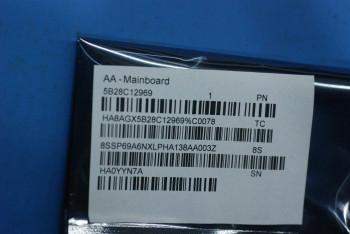 AA - Mainboard
5B28C12969 1 PN
HA8AGX5B28C12969%C0078 TC
8SSP69A6NXLPHA138AA003Z 8S
HA0YYN7A SN